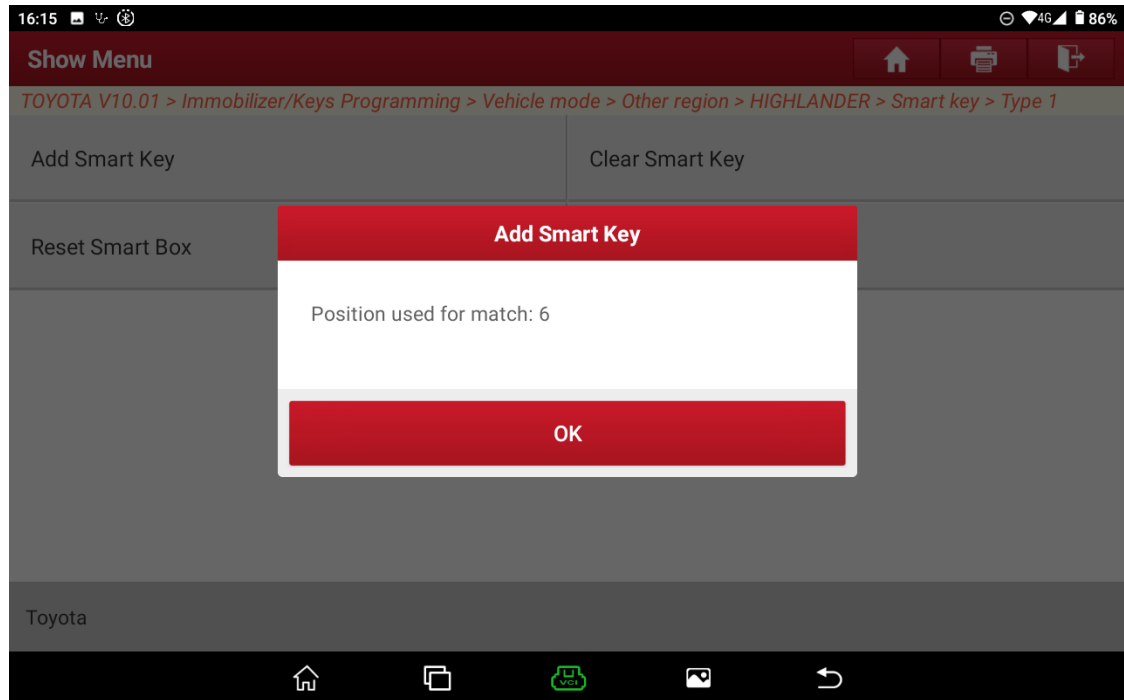 16:15
4G 86%
Show Menu
TOYOTA V10.01 > Immobilizer/Keys Programming > Vehicle mode > Other region > HIGHLANDER > Smart key > Type 1
Add Smart Key
Clear Smart Key
Reset Smart Box
Add Smart Key
Position used for match: 6
OK
Toyota
VCI